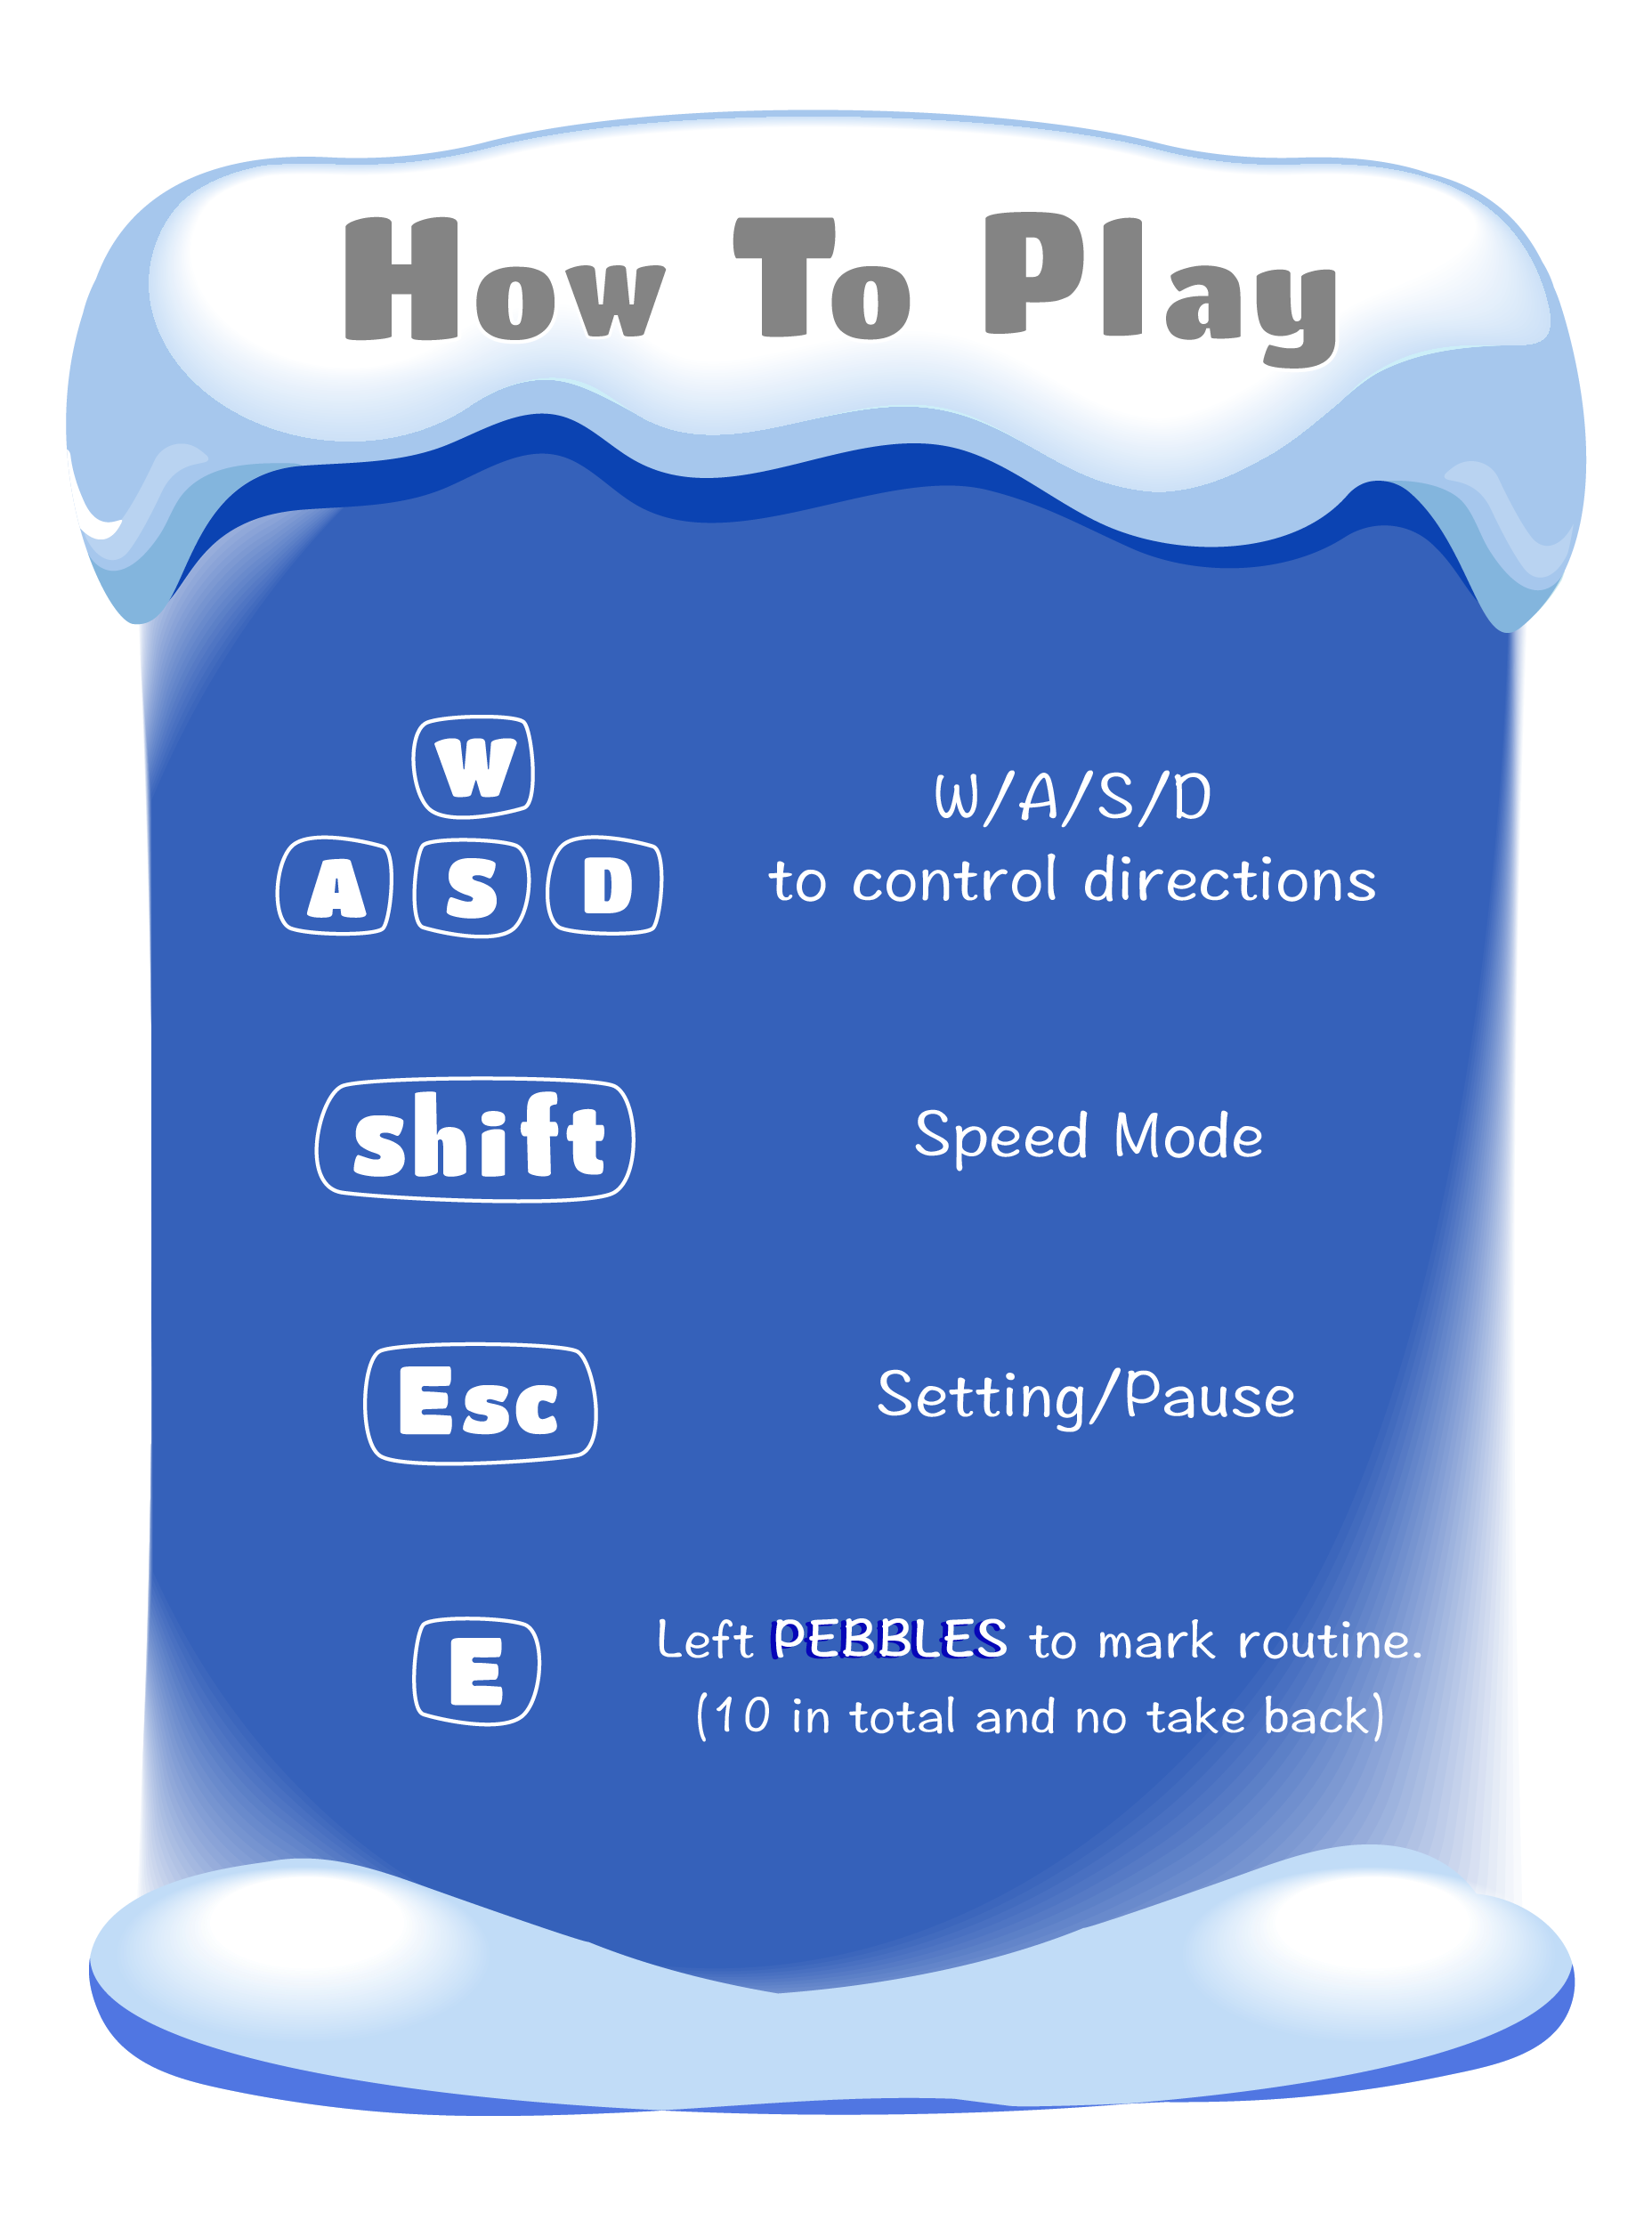 How To Play
W
A S D
W/A/S/D
to control directions
shift
Speed Mode
Esc
Setting/Pause
E
Left PEBBLES to mark routine.
(10 in total and no take back)